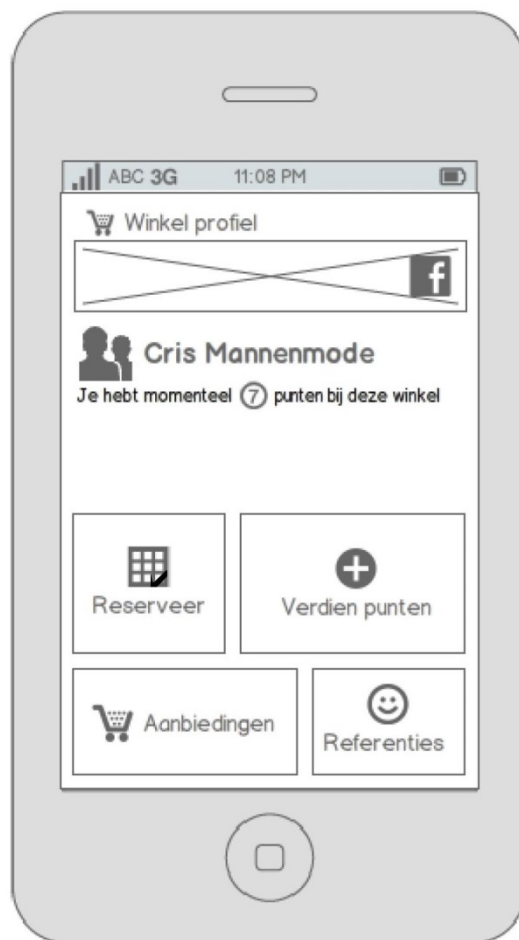 ABC 3G 11:08 PM
Winkel profiel
f
Cris Mannenmode
Je hebt momenteel 7 punten bij deze winkel
Reserveer
Verdien punten
Aanbiedingen
Referenties